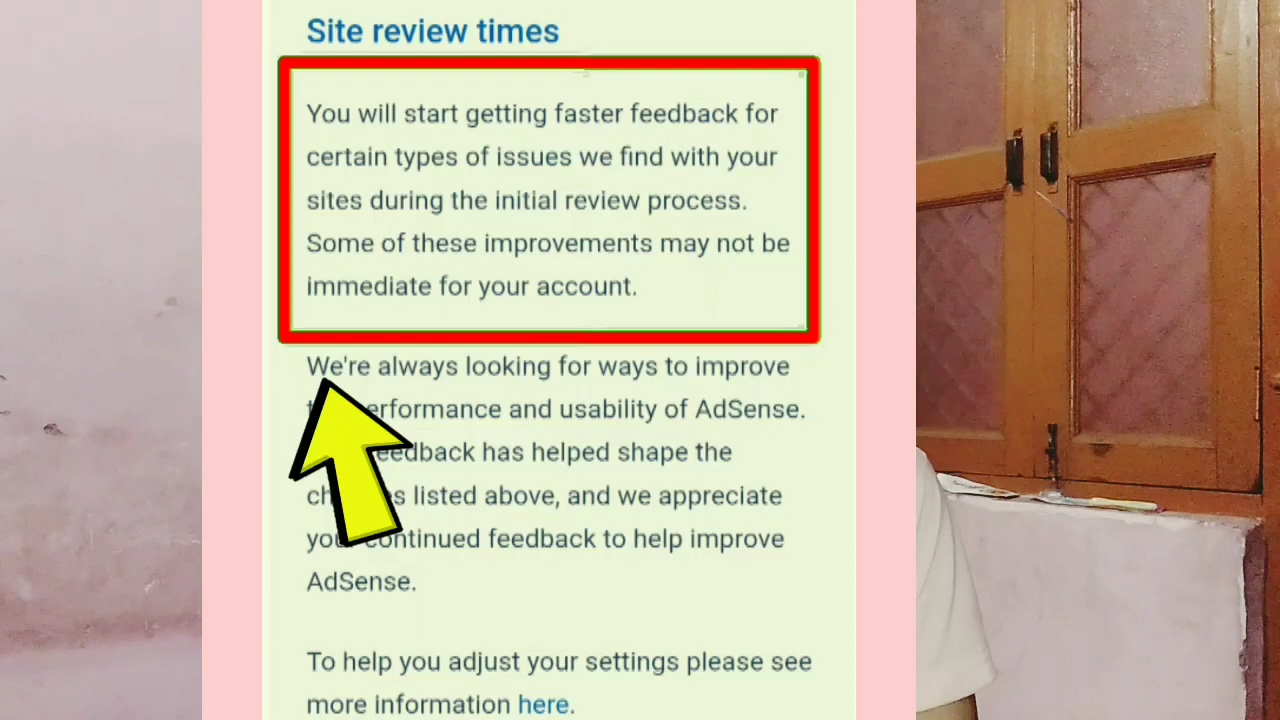 Site review times
You will start getting faster feedback for
certain types of issues we find with your
sites during the initial review process.
Some of these improvements may not be
immediate for your account.
We're always looking for ways to improve
performance and usability of AdSense.
feedback has helped shape the
listed above, and we appreciate
continued feedback to help improve
AdSense.
To help you adjust your settings please see
more information here.